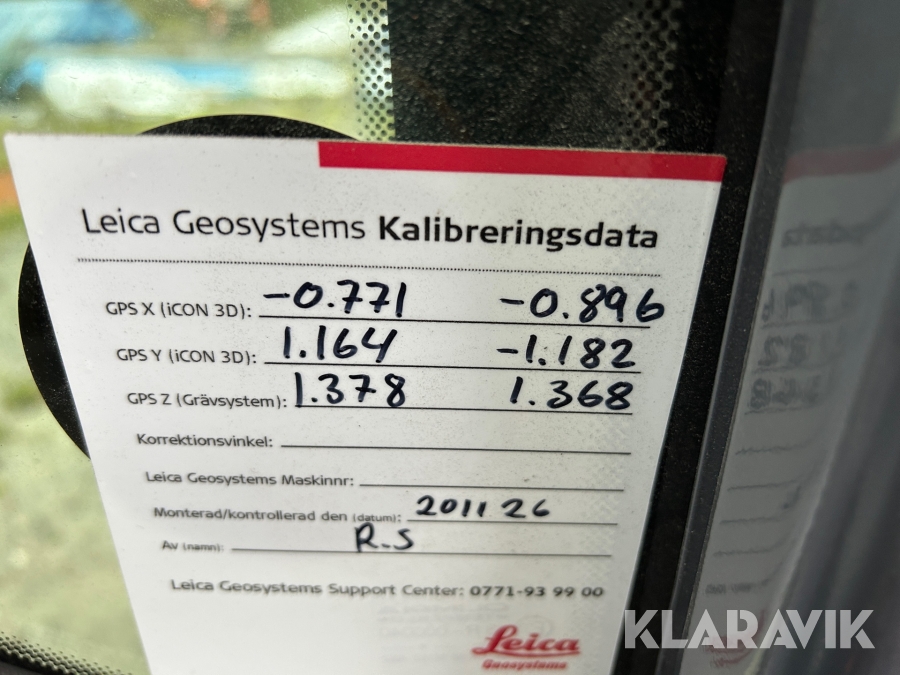 Leica Geosystems Kalibreringsdata
GPS X (iCON 3D): -0.771 -0.896
GPS Y (iCON 3D): 1.164 -1.182
GPS Z (Grävsystem): 1.378 1.368
Korrektionsvinkel:
Leica Geosystems Maskinnr:
Monterad/kontrollerad den (datum): 201126
Av (namn): R.S
Leica Geosystems Support Center: 0771-93 99 00
Leica
Geosystems
KLARAVIK